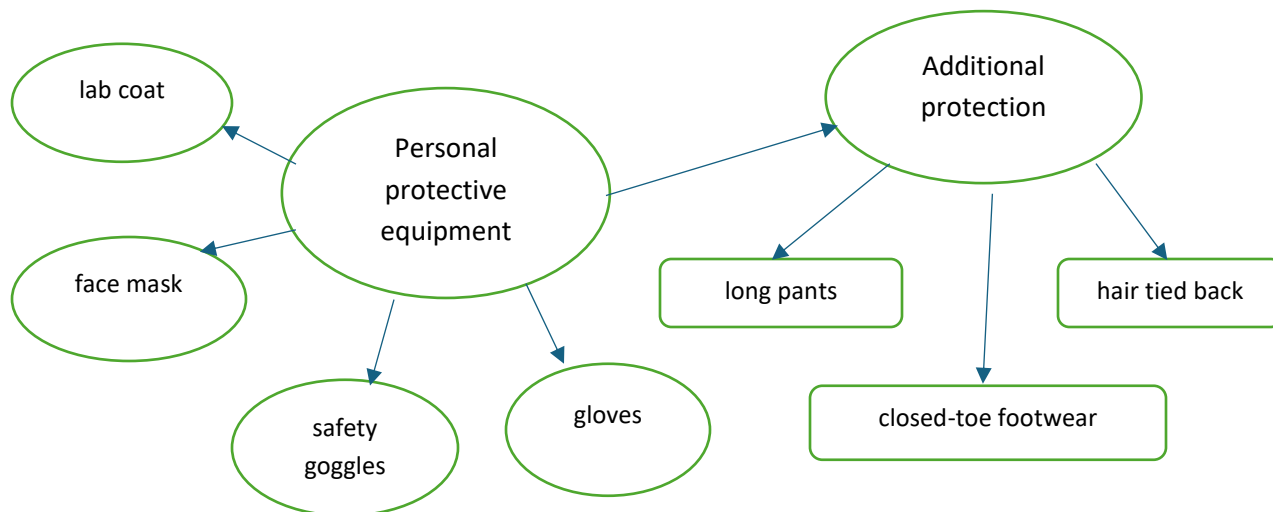 lab coat
Personal
protective
equipment
Additional
protection
face mask
long pants
hair tied back
safety
goggles
gloves
closed-toe footwear